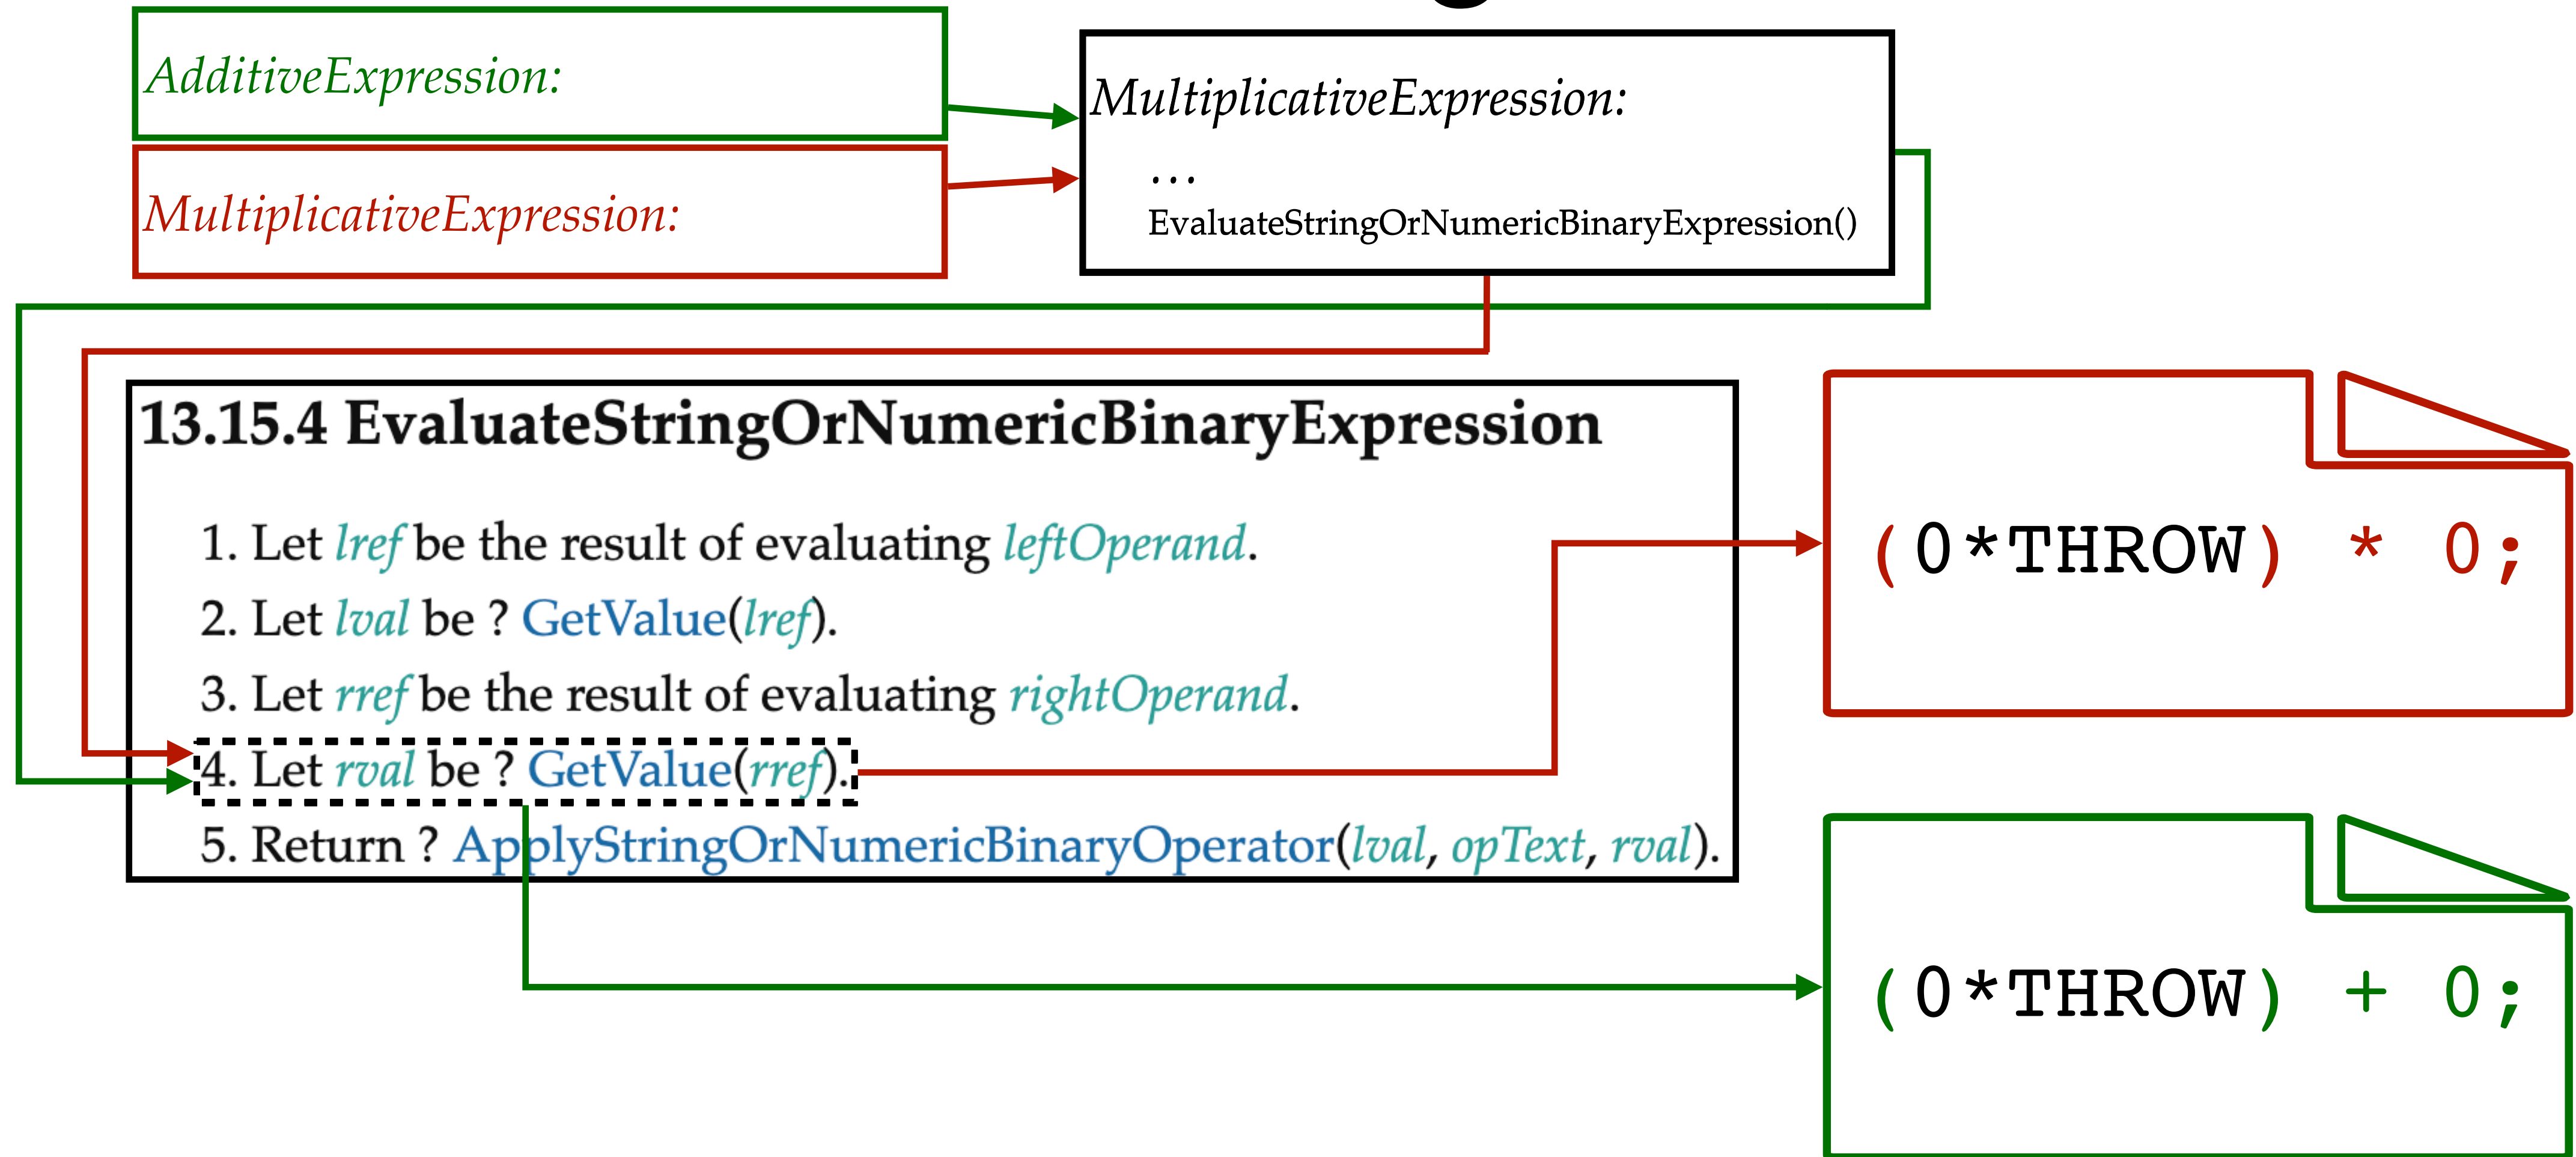 AdditiveExpression:
MultiplicativeExpression:
MultiplicativeExpression:
...
EvaluateStringOrNumericBinaryExpression()
13.15.4 EvaluateStringOrNumericBinaryExpression
1. Let lref be the result of evaluating leftOperand.
2. Let lval be ? GetValue(lref).
3. Let rref be the result of evaluating rightOperand.
4. Let rval be ? GetValue(rref).
5. Return ? ApplyStringOrNumericBinaryOperator(lval, opText, rval).
(0*THROW) * 0;
(0*THROW) + 0;